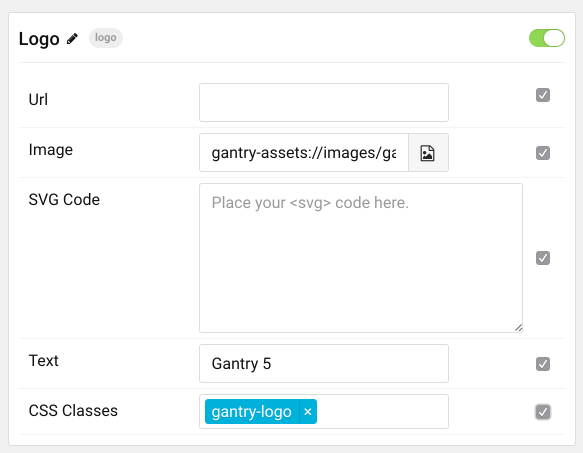 Logo logo
Url
Image gantry-assets://images/ga
SVG Code Place your <svg> code here.
Text Gantry 5
CSS Classes gantry-logo ×